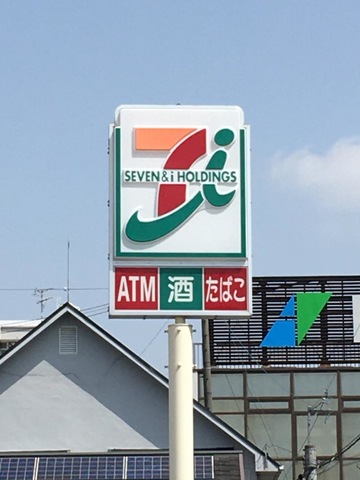 SEVEN & i HOLDINGS
ATM 酒 たばこ